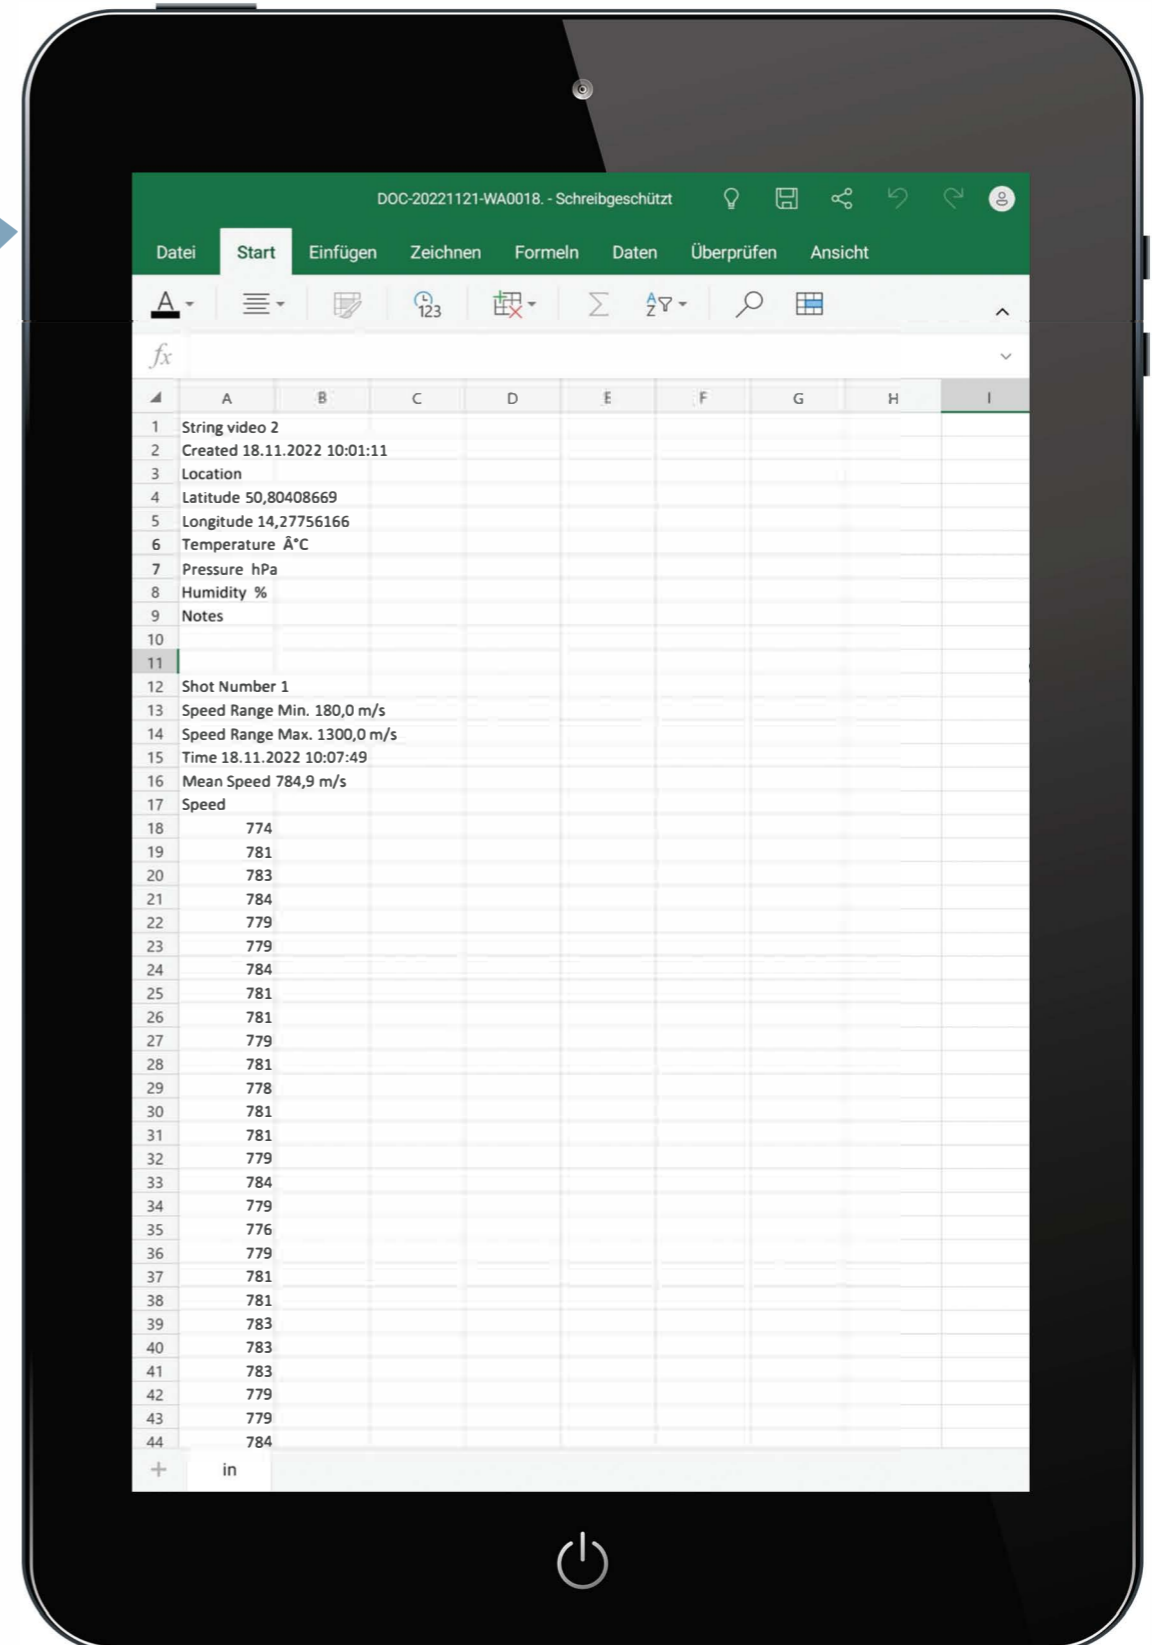 DOC-20221121-WA0018. - Schreibgeschützt
Datei Start Einfügen Zeichnen Formeln Daten Überprüfen Ansicht
A 123 A Z
fx
A B C D E F G H I
1 String video 2
2 Created 18.11.2022 10:01:11
3 Location
4 Latitude 50,80408669
5 Longitude 14,27756166
6 Temperature Â°C
7 Pressure hPa
8 Humidity %
9 Notes
10
11
12 Shot Number 1
13 Speed Range Min. 180,0 m/s
14 Speed Range Max. 1300,0 m/s
15 Time 18.11.2022 10:07:49
16 Mean Speed 784,9 m/s
17 Speed
18 774
19 781
20 783
21 784
22 779
23 779
24 784
25 781
26 781
27 779
28 781
29 778
30 781
31 781
32 779
33 784
34 779
35 776
36 779
37 781
38 781
39 783
40 783
41 783
42 779
43 779
44 784
+ in